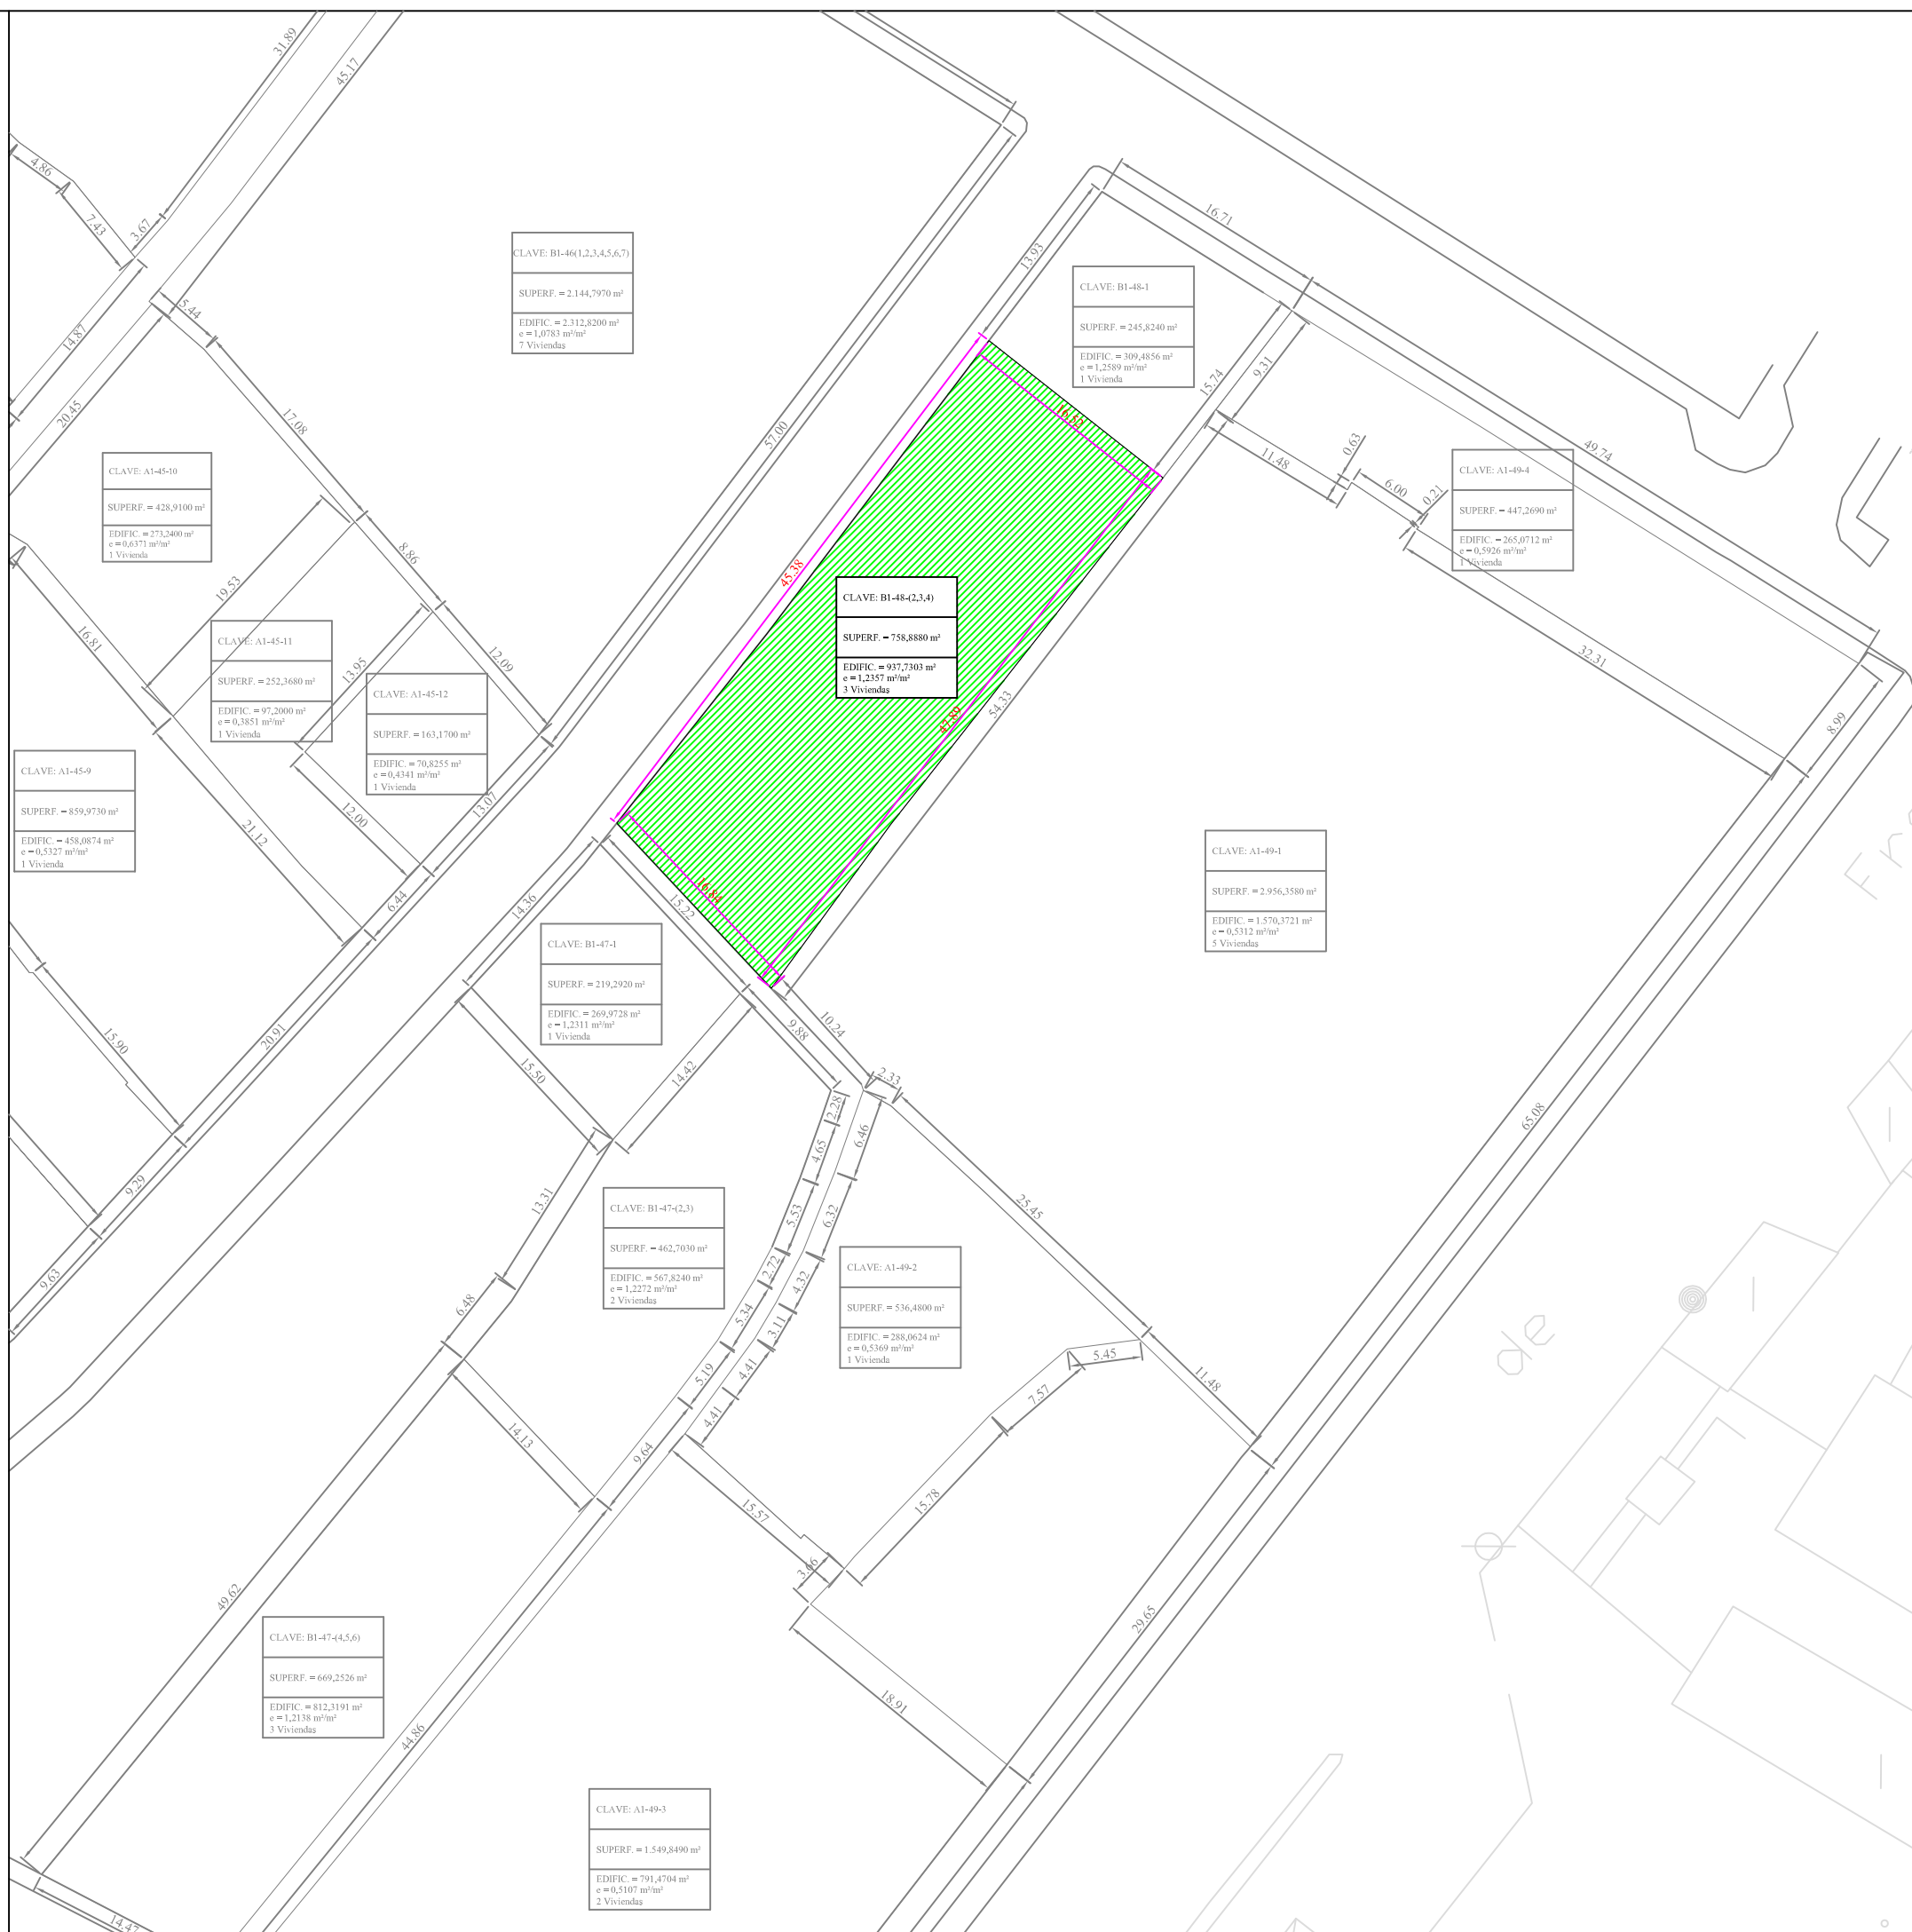 31.89
45.17
4.86
7.43
3.67
14.87
5.44
20.45
17.08
CLAVE: B1-46(1,2,3,4,5,6,7)
SUPERF. = 2.144,7970 m²
EDIFIC. = 2.312,8200 m²
e = 1,0783 m²/m²
7 Viviendas
57.00
13.93
16.71
CLAVE: B1-48-1
SUPERF. = 245,8240 m²
EDIFIC. = 309,4856 m²
e = 1,2589 m²/m²
1 Vivienda
15.74
9.31
16.52
11.48
0.63
6.00
0.21
49.74
CLAVE: A1-49-4
SUPERF. = 447,2690 m²
EDIFIC. = 265,0712 m²
e = 0,5926 m²/m²
1 Vivienda
32.31
8.99
CLAVE: A1-45-10
SUPERF. = 428,9100 m²
EDIFIC. = 273,2400 m²
e = 0,6371 m²/m²
1 Vivienda
8.86
19.53
16.81
CLAVE: A1-45-11
SUPERF. = 252,3680 m²
EDIFIC. = 97,2000 m²
e = 0,3851 m²/m²
1 Vivienda
13.95
12.09
CLAVE: A1-45-12
SUPERF. = 163,1700 m²
EDIFIC. = 70,8255 m²
e = 0,4341 m²/m²
1 Vivienda
45.38
CLAVE: B1-48-(2,3,4)
SUPERF. = 758,8880 m²
EDIFIC. = 937,7303 m²
e = 1,2357 m²/m²
3 Viviendas
47.89
54.33
CLAVE: A1-45-9
SUPERF. = 859,9730 m²
EDIFIC. = 458,0874 m²
e = 0,5327 m²/m²
1 Vivienda
21.12
12.00
13.07
6.44
14.36
16.84
15.22
CLAVE: A1-49-1
SUPERF. = 2.956,3580 m²
EDIFIC. = 1.570,3721 m²
e = 0,5312 m²/m²
5 Viviendas
CLAVE: B1-47-1
SUPERF. = 219,2920 m²
EDIFIC. = 269,9728 m²
e = 1,2311 m²/m²
1 Vivienda
15.90
20.91
15.50
14.42
9.88
10.24
2.33
2.28
4.65
6.46
65.08
9.29
9.63
13.31
6.48
CLAVE: B1-47-(2,3)
SUPERF. = 462,7030 m²
EDIFIC. = 567,8240 m²
e = 1,2272 m²/m²
2 Viviendas
5.53
6.32
2.72
4.32
5.34
3.11
5.19
4.41
4.41
25.45
CLAVE: A1-49-2
SUPERF. = 536,4800 m²
EDIFIC. = 288,0624 m²
e = 0,5369 m²/m²
1 Vivienda
5.45
7.57
11.48
de
14.13
9.64
15.57
15.78
3.66
49.62
29.65
18.91
CLAVE: B1-47-(4,5,6)
SUPERF. = 669,2526 m²
EDIFIC. = 812,3191 m²
e = 1,2138 m²/m²
3 Viviendas
44.86
CLAVE: A1-49-3
SUPERF. = 1.549,8490 m²
EDIFIC. = 791,4704 m²
e = 0,5107 m²/m²
2 Viviendas
14.47